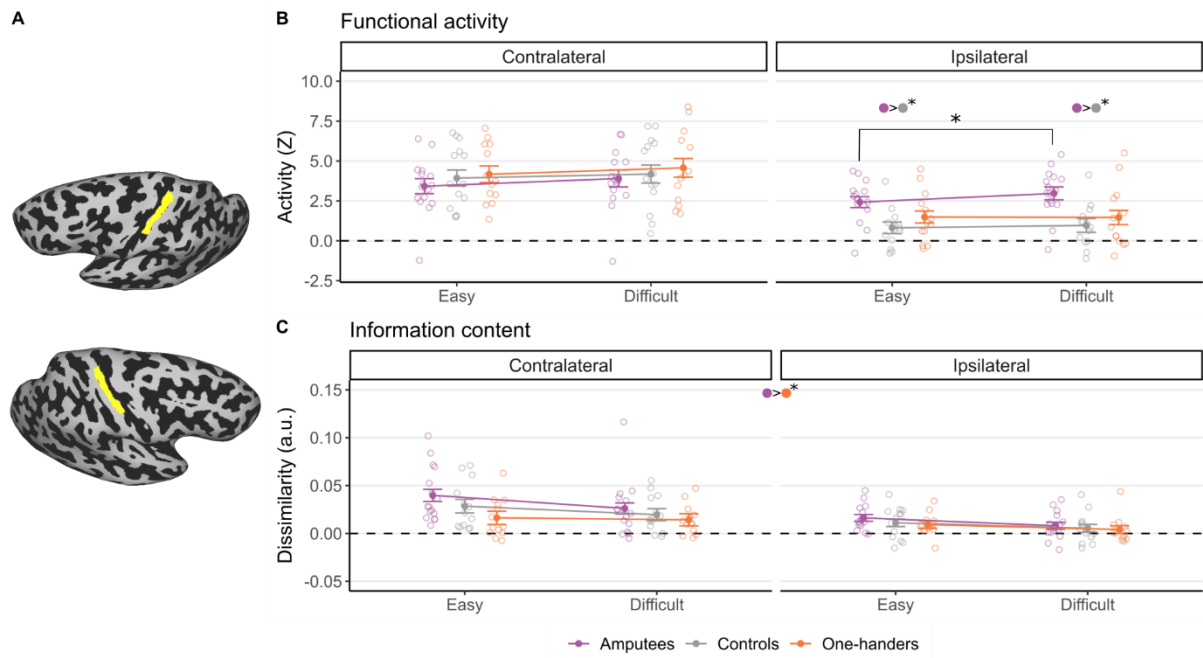 A
B Functional activity
Contralateral Ipsilateral
10.0
7.5
5.0
2.5
0.0
-2.5
Activity (Z)
> * > *
*
Easy Difficult Easy Difficult
C Information content
Contralateral Ipsilateral
> *
0.15
0.10
0.05
0.00
-0.05
Dissimilarity (a.u.)
Easy Difficult Easy Difficult
Amputees Controls One-handers